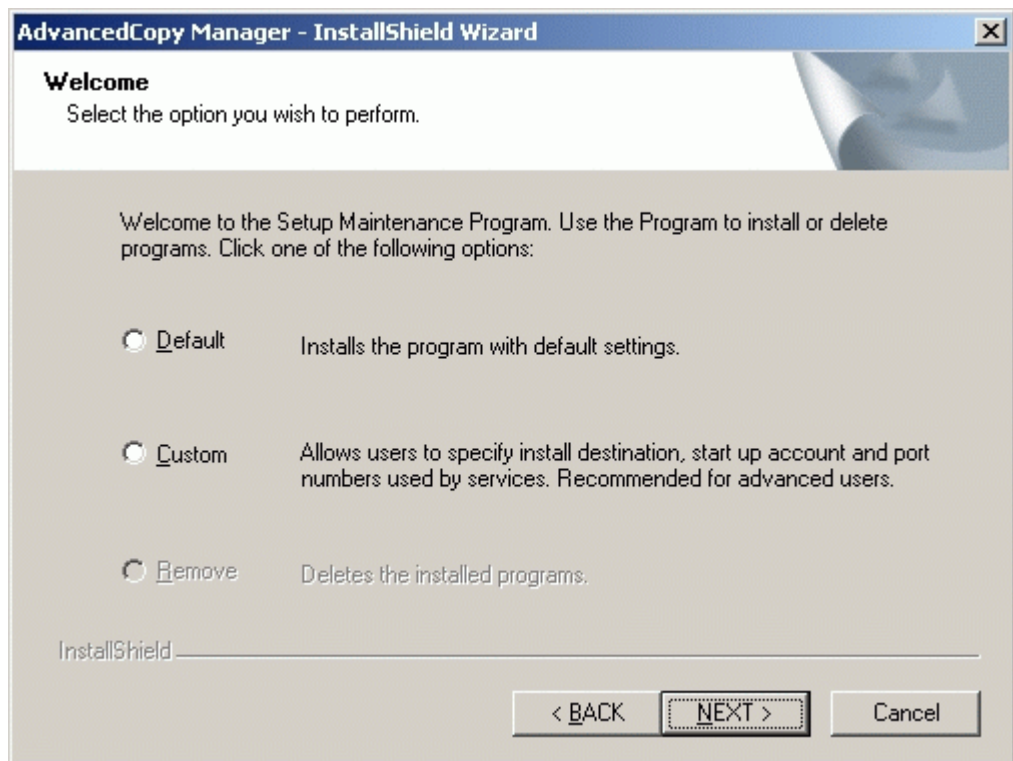 AdvancedCopy Manager - InstallShield Wizard
Welcome
Select the option you wish to perform.
Welcome to the Setup Maintenance Program. Use the Program to install or delete
programs. Click one of the following options:
Default
Installs the program with default settings.
Custom
Allows users to specify install destination, start up account and port
numbers used by services. Recommended for advanced users.
Remove
Deletes the installed programs.
InstallShield
< BACK
NEXT >
Cancel